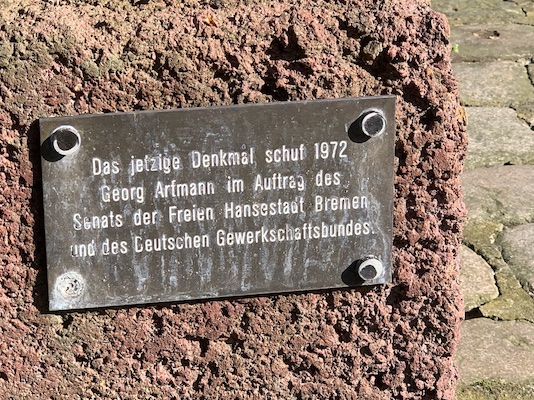 Das jetzige Denkmal schuf 1972
Georg Arfmann im Auftrag des
Senats der Freien Hansestadt Bremen
und des Deutschen Gewerkschaftsbundes.